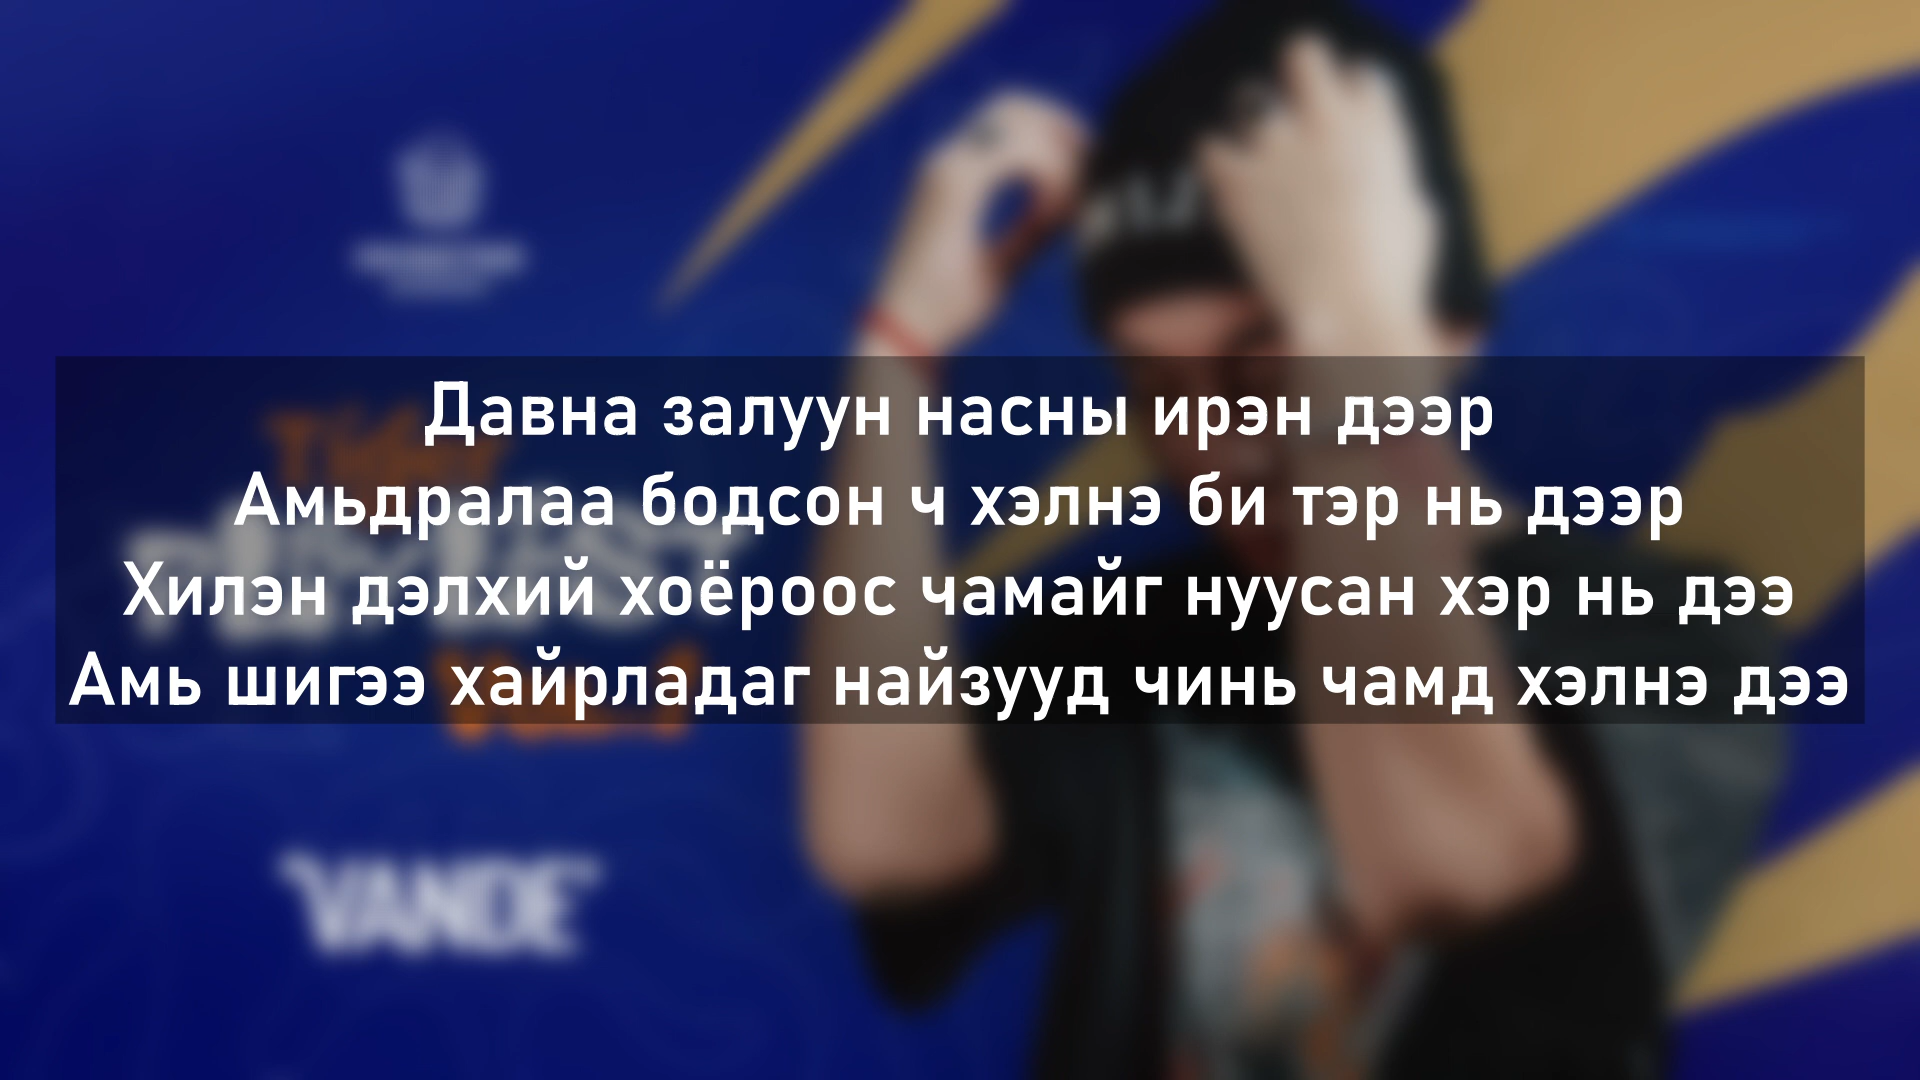 Давна залуун насны ирэн дээр
Амьдралаа бодсон ч хэлнэ би тэр нь дээр
Хилэн дэлхий хоёроос чамайг нуусан хэр нь дээ
Амь шигээ хайрладаг найзууд чинь чамд хэлнэ дээ
VANDE